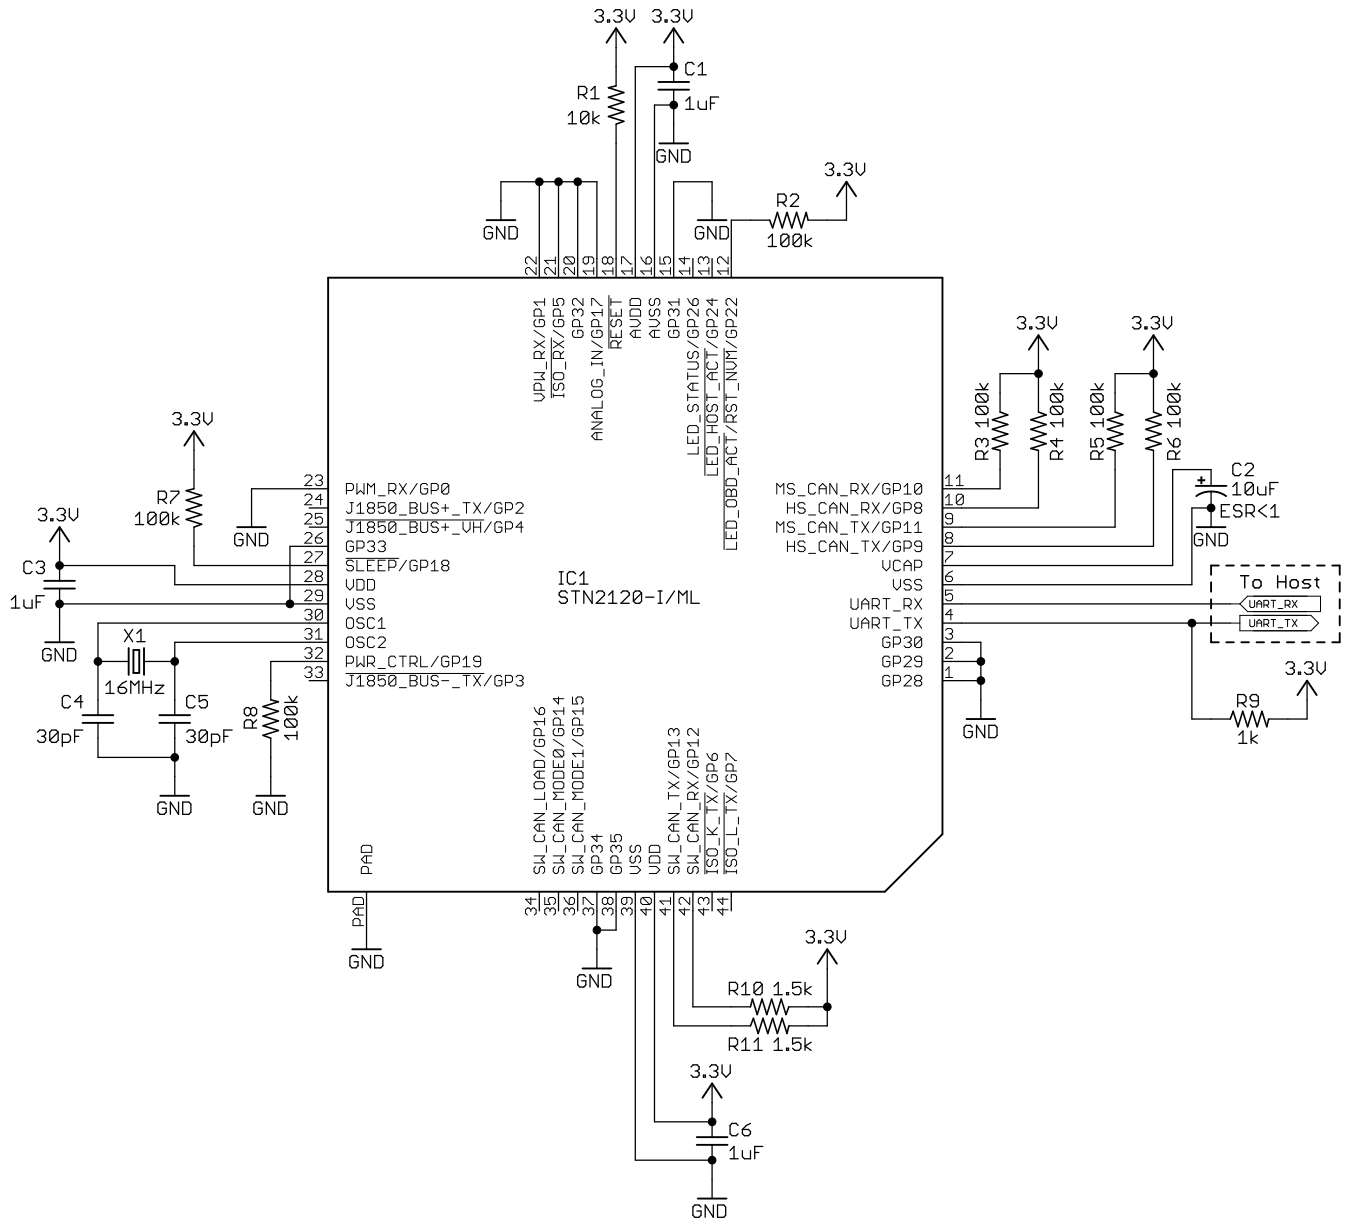 3.3V
3.3V
C1
1uF
R1
10k
GND
3.3V
R2
100k
GND
GND
22
21
20
19
18
17
16
15
14
13
12
VPW_RX/GP1
ISO_RX/GP5
GP32
ANALOG_IN/GP17
RESET
AVDD
AVSS
GP31
LED_STATUS/GP26
LED_HOST_ACT/GP24
LED_OBD_ACT/RST_NVM/GP22
3.3V
3.3V
R3 100k
R4 100k
R5 100k
R6 100k
3.3V
R7
100k
GND
3.3V
C3
1uF
GND
23 PWM_RX/GP0
24 J1850_BUS+_TX/GP2
25 J1850_BUS+_VH/GP4
26 GP33
27 SLEEP/GP18
28 VDD
29 VSS
30 OSC1
31 OSC2
32 PWR_CTRL/GP19
33 J1850_BUS-_TX/GP3
IC1
STN2120-I/ML
MS_CAN_RX/GP10 11
HS_CAN_RX/GP8 10
MS_CAN_TX/GP11 9
HS_CAN_TX/GP9 8
VCAP 7
VSS 6
UART_RX 5
UART_TX 4
GP30 3
GP29 2
GP28 1
C2
+
10uF
ESR<1
GND
To Host
UART_RX
UART_TX
3.3V
R9
1k
GND
X1
16MHz
C4
30pF
C5
30pF
GND
R8
100k
GND
PAD
PAD
GND
SW_CAN_LOAD/GP16
SW_CAN_MODE0/GP14
SW_CAN_MODE1/GP15
GP34
GP35
VSS
VDD
SW_CAN_TX/GP13
SW_CAN_RX/GP12
ISO_K_TX/GP6
ISO_L_TX/GP7
34
35
36
37
38
39
40
41
42
43
44
GND
3.3V
R10 1.5k
R11 1.5k
3.3V
C6
1uF
GND